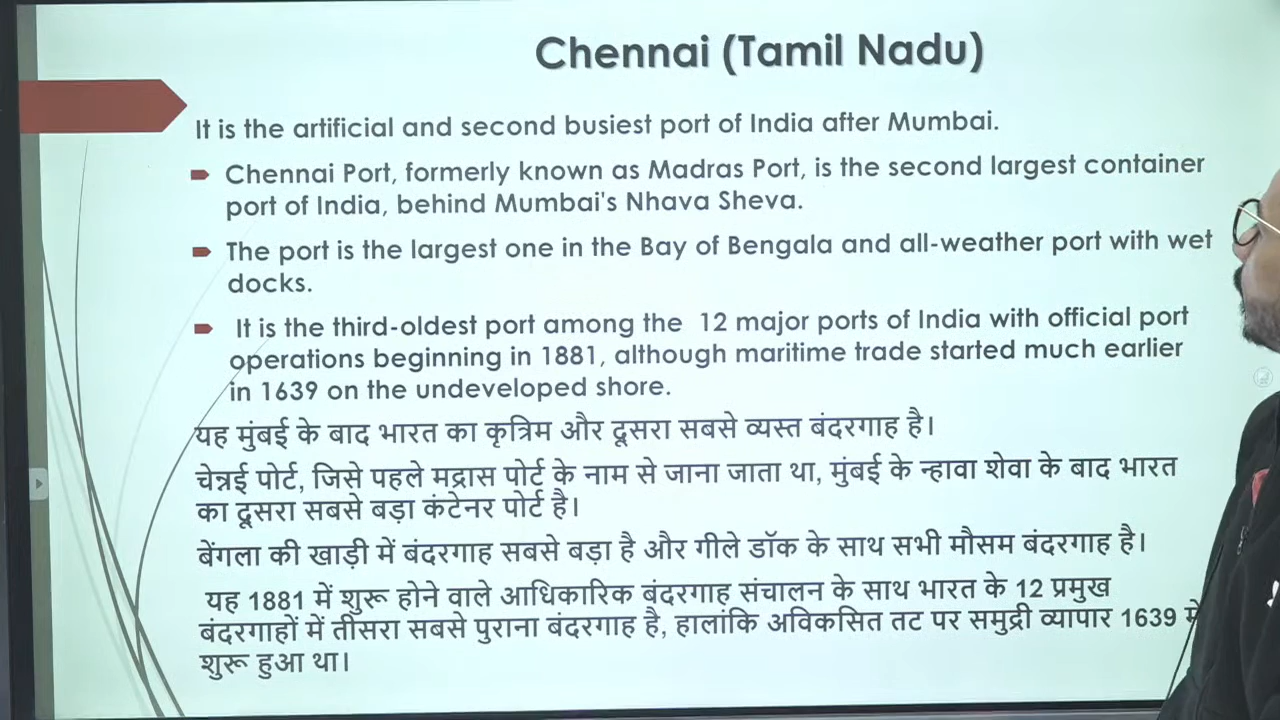 Chennai (Tamil Nadu)
It is the artificial and second busiest port of India after Mumbai.
Chennai Port, formerly known as Madras Port, is the second largest container
port of India, behind Mumbai's Nhava Sheva.
The port is the largest one in the Bay of Bengala and all-weather port with wet
docks.
It is the third-oldest port among the 12 major ports of India with official port
operations beginning in 1881, although maritime trade started much earlier
in 1639 on the undeveloped shore.
यह मुंबई के बाद भारत का कृत्रिम और दूसरा सबसे व्यस्त बंदरगाह है।
चेन्नई पोर्ट, जिसे पहले मद्रास पोर्ट के नाम से जाना जाता था, मुंबई के न्हावा शेवा के बाद भारत
का दूसरा सबसे बड़ा कंटेनर पोर्ट है।
बेंगला की खाड़ी में बंदरगाह सबसे बड़ा है और गीले डॉक के साथ सभी मौसम बंदरगाह है।
यह 1881 में शुरू होने वाले आधिकारिक बंदरगाह संचालन के साथ भारत के 12 प्रमुख
बंदरगाहों में तीसरा सबसे पुराना बंदरगाह है, हालांकि अविकसित तट पर समुद्री व्यापार 1639 में
शुरू हुआ था।